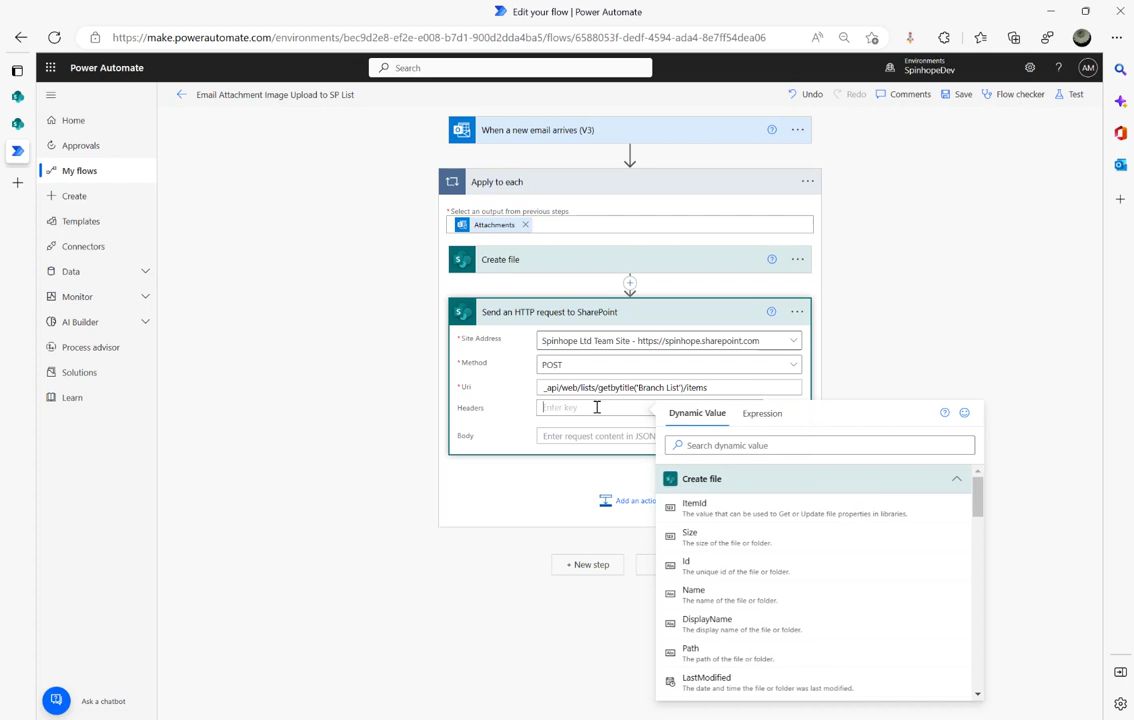 Edit your flow | Power Automate
https://make.powerautomate.com/environments/bec9d2e8-ef2e-e008-b7d1-900d2dda4ba5/flows/6588053f-dedf-4594-ada4-8e7ff54dea06
Power Automate
Search
Environments
SpinhopeDev
AM
Email Attachment Image Upload to SP List
Undo
Redo
Comments
Save
Flow checker
Test
Home
Approvals
My flows
Create
Templates
Connectors
Data
Monitor
AI Builder
Process advisor
Solutions
Learn
Ask a chatbot
When a new email arrives (V3)
Apply to each
* Select an output from previous steps
Attachments
Create file
Send an HTTP request to SharePoint
* Site Address
Spinhope Ltd Team Site - https://spinhope.sharepoint.com
* Method
POST
* Uri
_api/web/lists/getbytitle('Branch List')/items
Headers
Enter key
Body
Enter request content in JSON
Add an actio
+ New step
Dynamic Value
Expression
Search dynamic value
Create file
ItemId
The value that can be used to Get or Update file properties in libraries.
Size
The size of the file or folder.
Id
The unique id of the file or folder.
Name
The name of the file or folder.
DisplayName
The display name of the file or folder.
Path
The path of the file or folder.
LastModified
The date and time the file or folder was last modified.